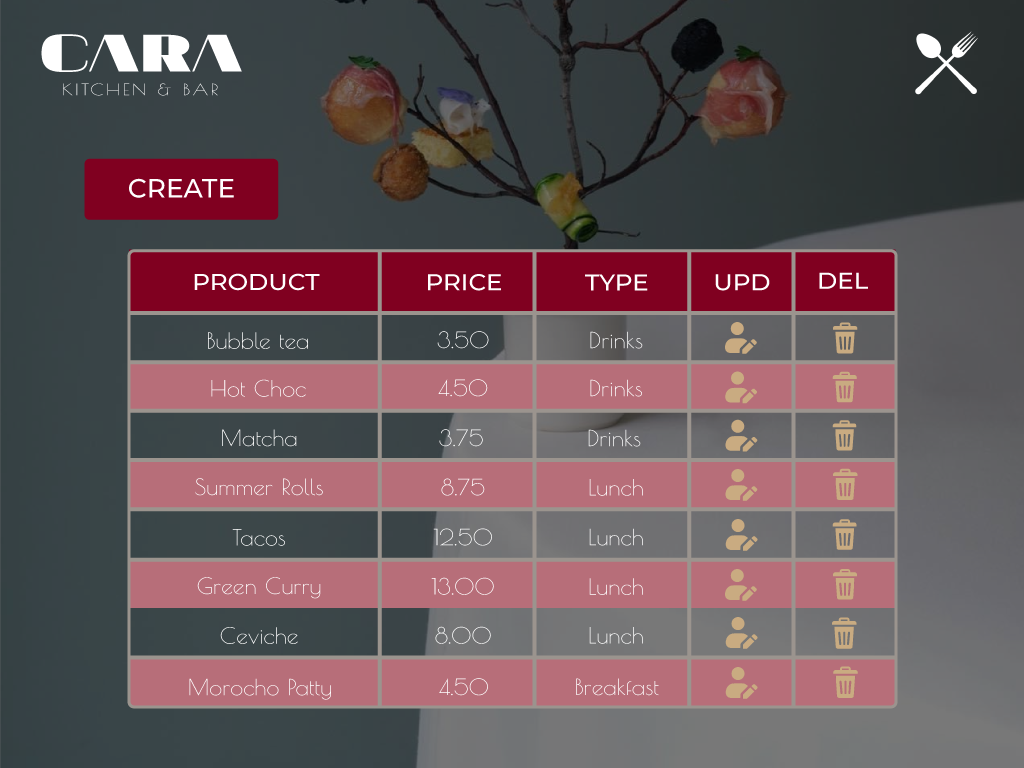 CARA
KITCHEN & BAR
CREATE
PRODUCT PRICE TYPE UPD DEL
Bubble tea 3.50 Drinks
Hot Choc 4.50 Drinks
Matcha 3.75 Drinks
Summer Rolls 8.75 Lunch
Tacos 12.50 Lunch
Green Curry 13.00 Lunch
Ceviche 8.00 Lunch
Morocho Patty 4.50 Breakfast